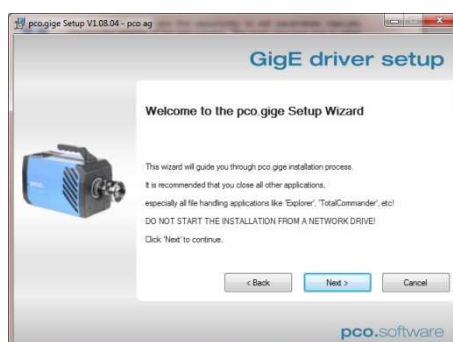 pco.gige Setup V1.08.04 - pco ag
GigE driver setup
Welcome to the pco.gige Setup Wizard
This wizard will guide you through pco.gige installation process.
It is recommended that you close all other applications,
especially all file handling applications like 'Explorer', 'TotalCommander', etc!
DO NOT START THE INSTALLATION FROM A NETWORK DRIVE!
Click 'Next' to continue.
pco.
< Back
Next >
Cancel
pco.software